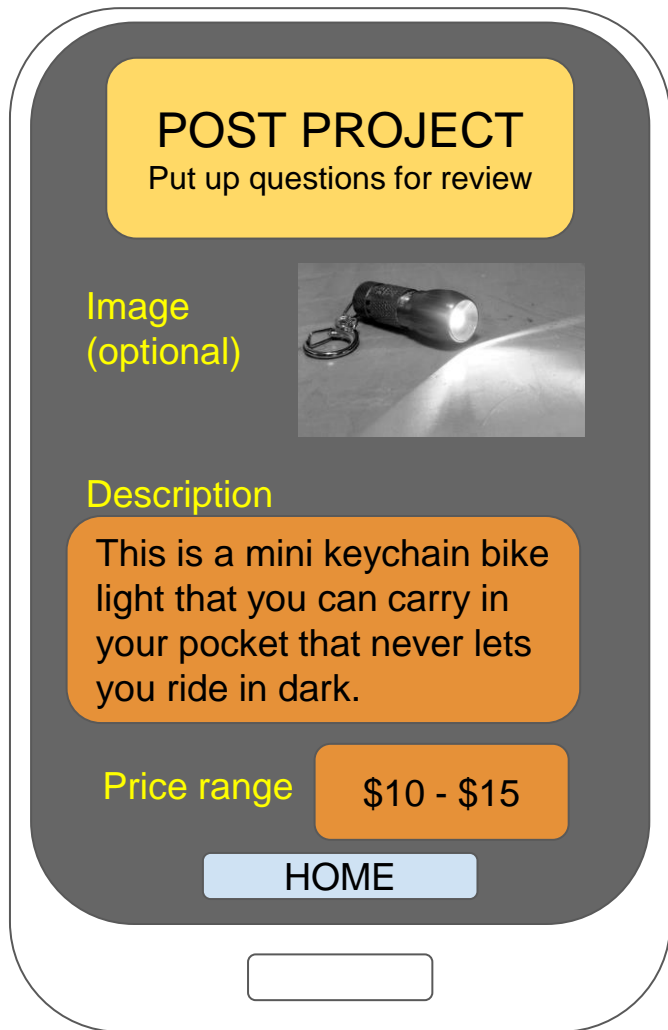 POST PROJECT
Put up questions for review
Image
(optional)
Description
This is a mini keychain bike
light that you can carry in
your pocket that never lets
you ride in dark.
Price range
$10 - $15
HOME